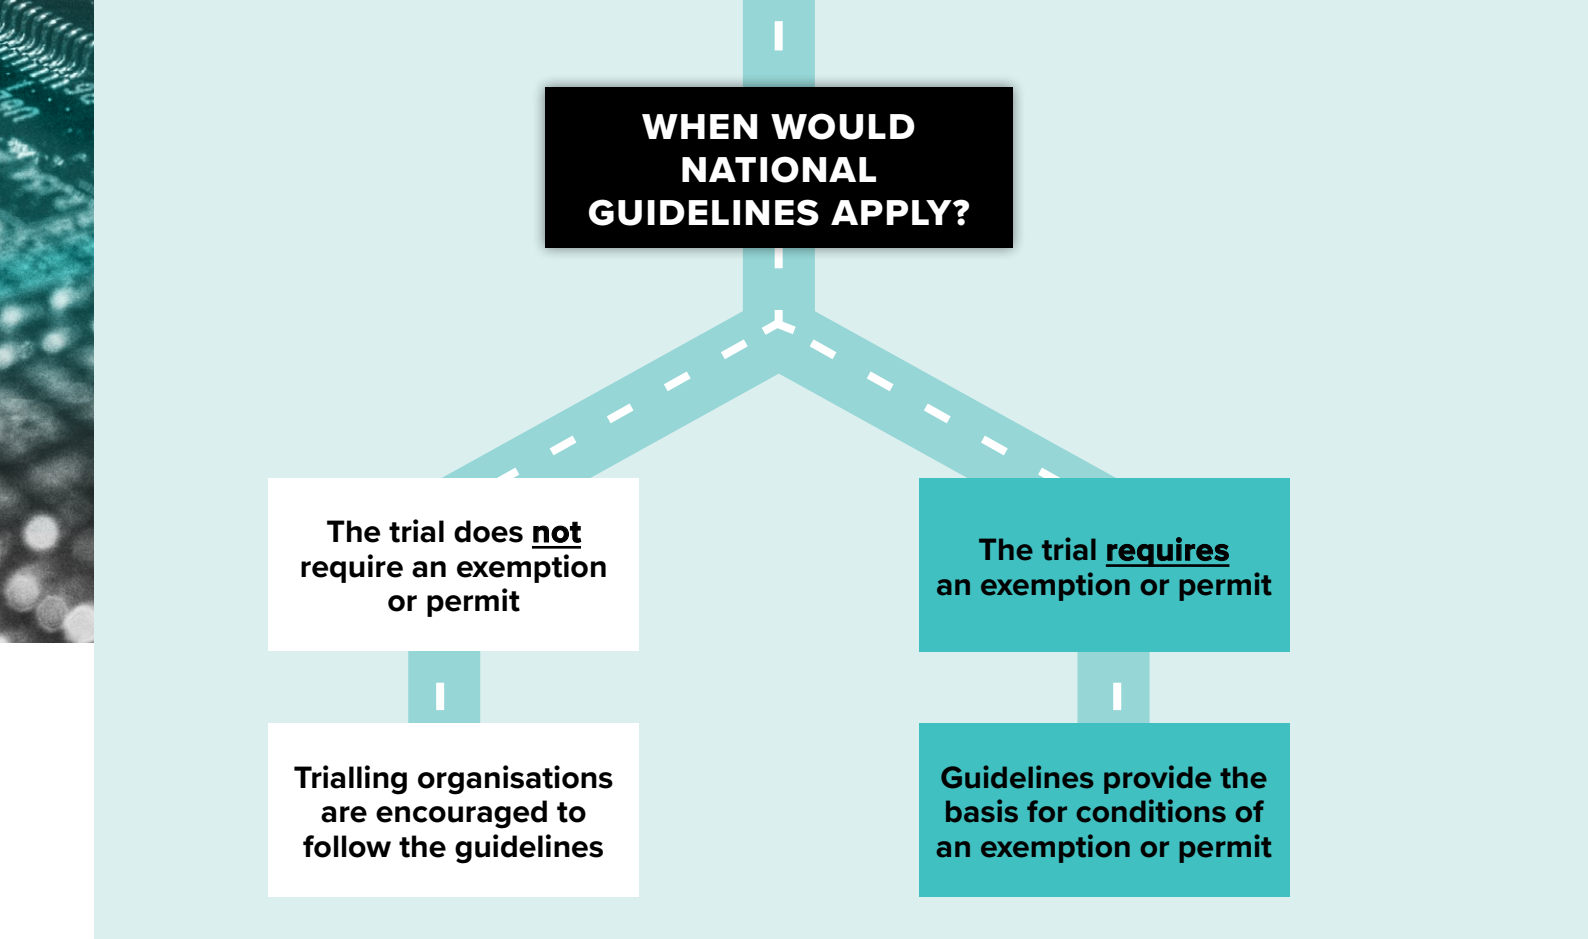 WHEN WOULD
NATIONAL
GUIDELINES APPLY?
The trial does not
require an exemption
or permit
The trial requires
an exemption or permit
Trialling organisations
are encouraged to
follow the guidelines
Guidelines provide the
basis for conditions of
an exemption or permit